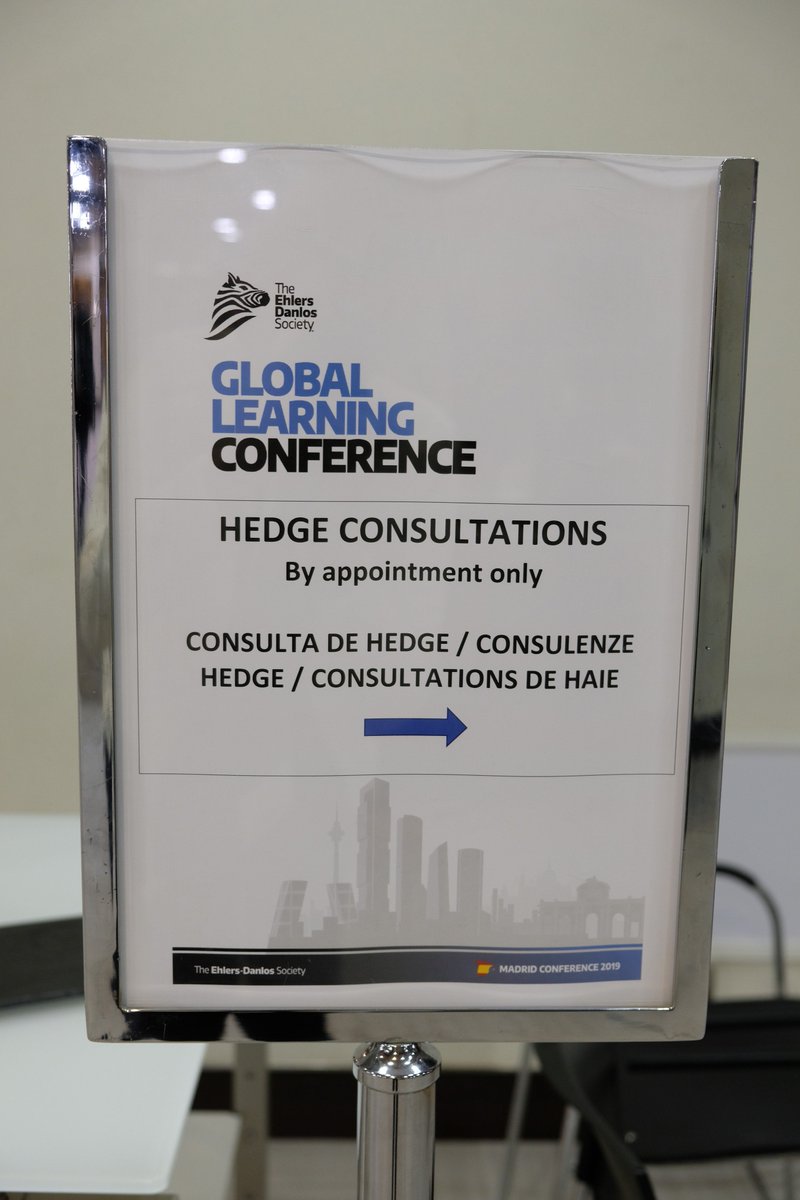 The
Ehlers
Danlos
Society
GLOBAL
LEARNING
CONFERENCE
HEDGE CONSULTATIONS
By appointment only
CONSULTA DE HEDGE / CONSULENZE
HEDGE / CONSULTATIONS DE HAIE
The Ehlers-Danlos Society
MADRID CONFERENCE 2019